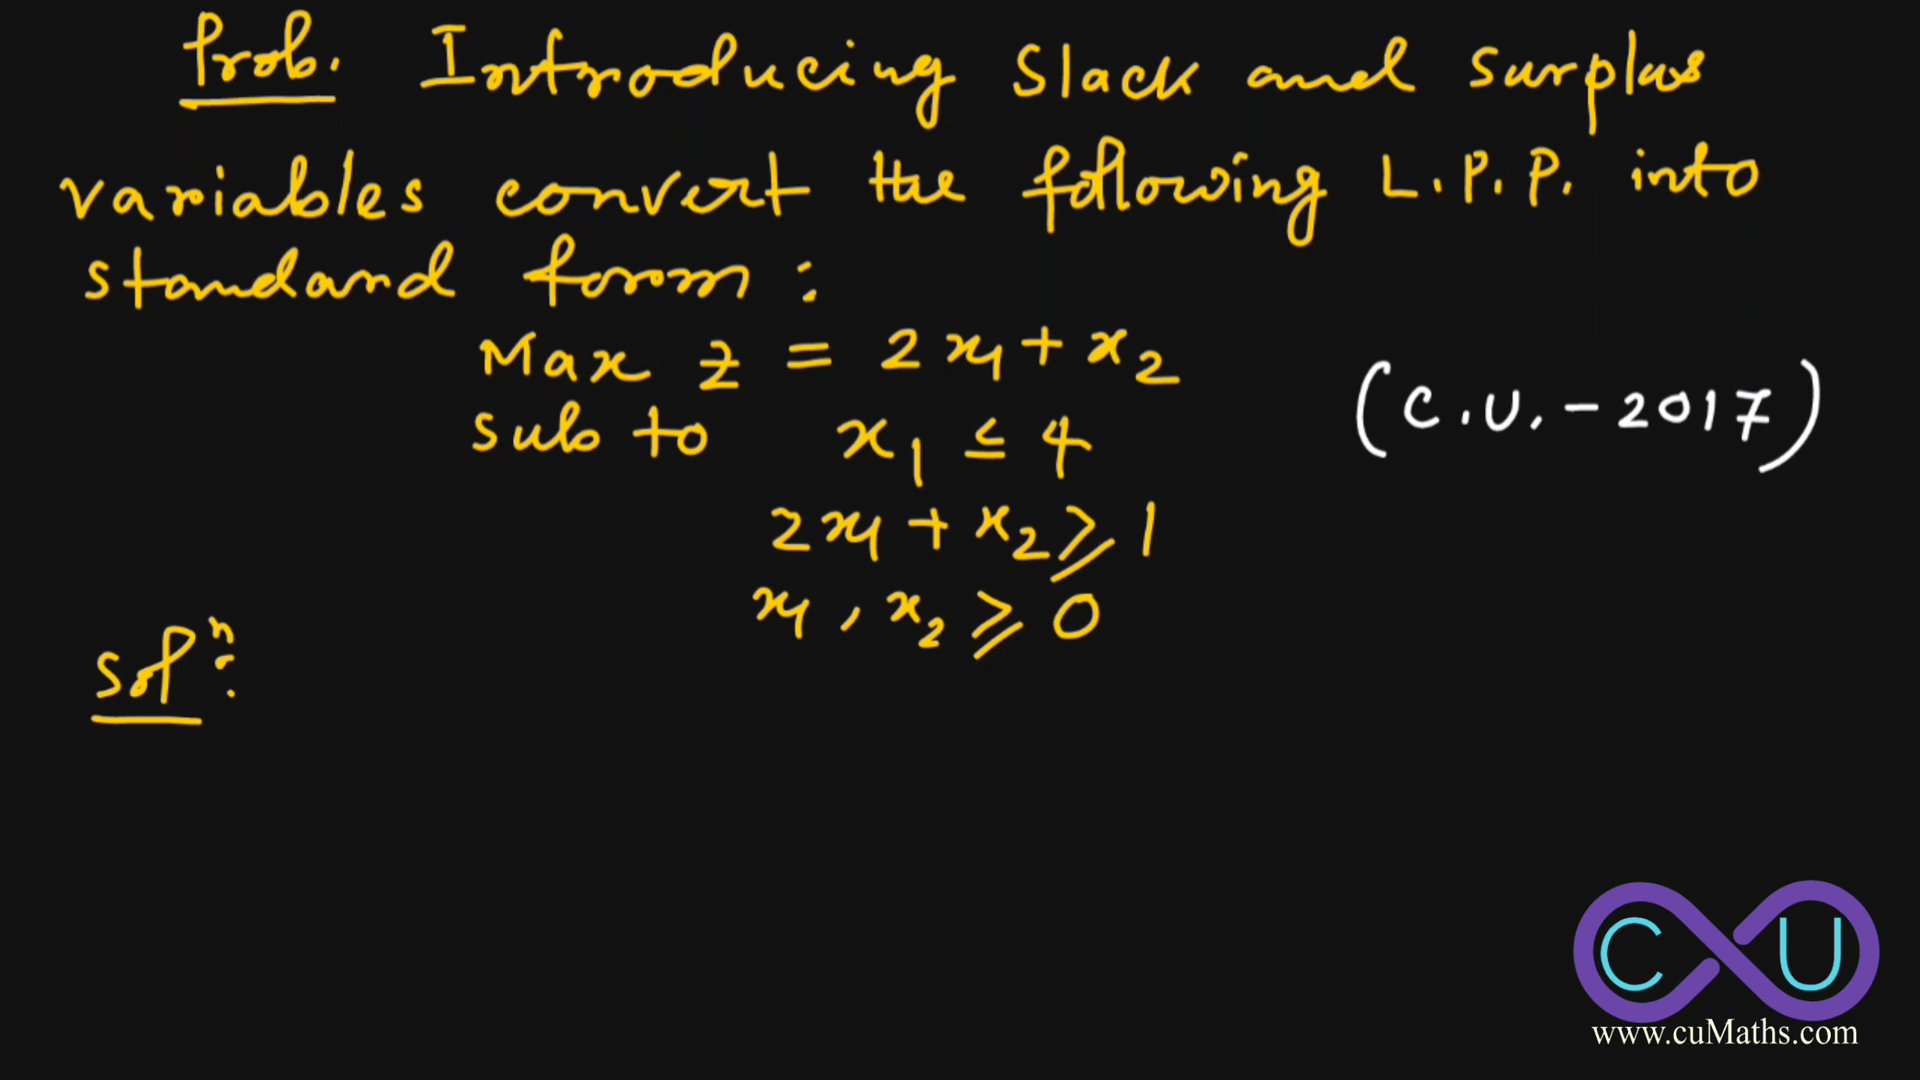 Prob. Introducing Slack and surplus
variables convert the following L.P.P. into
standard form :
Max z = 2x₁ + x₂
sub to x₁ ≤ 4
(C.U. - 2017)
2x₁ + x₂ ≥ 1
x₁ , x₂ ≥ 0
Solⁿ:
CU
www.cuMaths.com